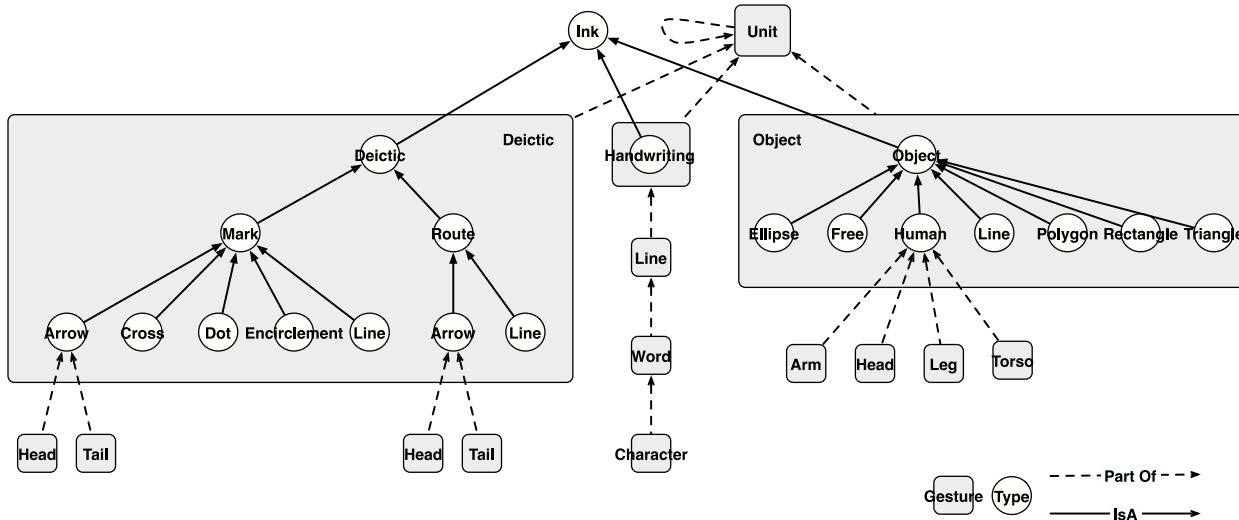 Ink Unit
Deictic Object
Deictic Handwriting Object
Mark Route Ellipse Free Human Line Polygon Rectangle Triangle
Line
Arrow Cross Dot Encirclement Line Arrow Line
Word Arm Head Leg Torso
Head Tail Head Tail Character
Part Of
Gesture Type
IsA